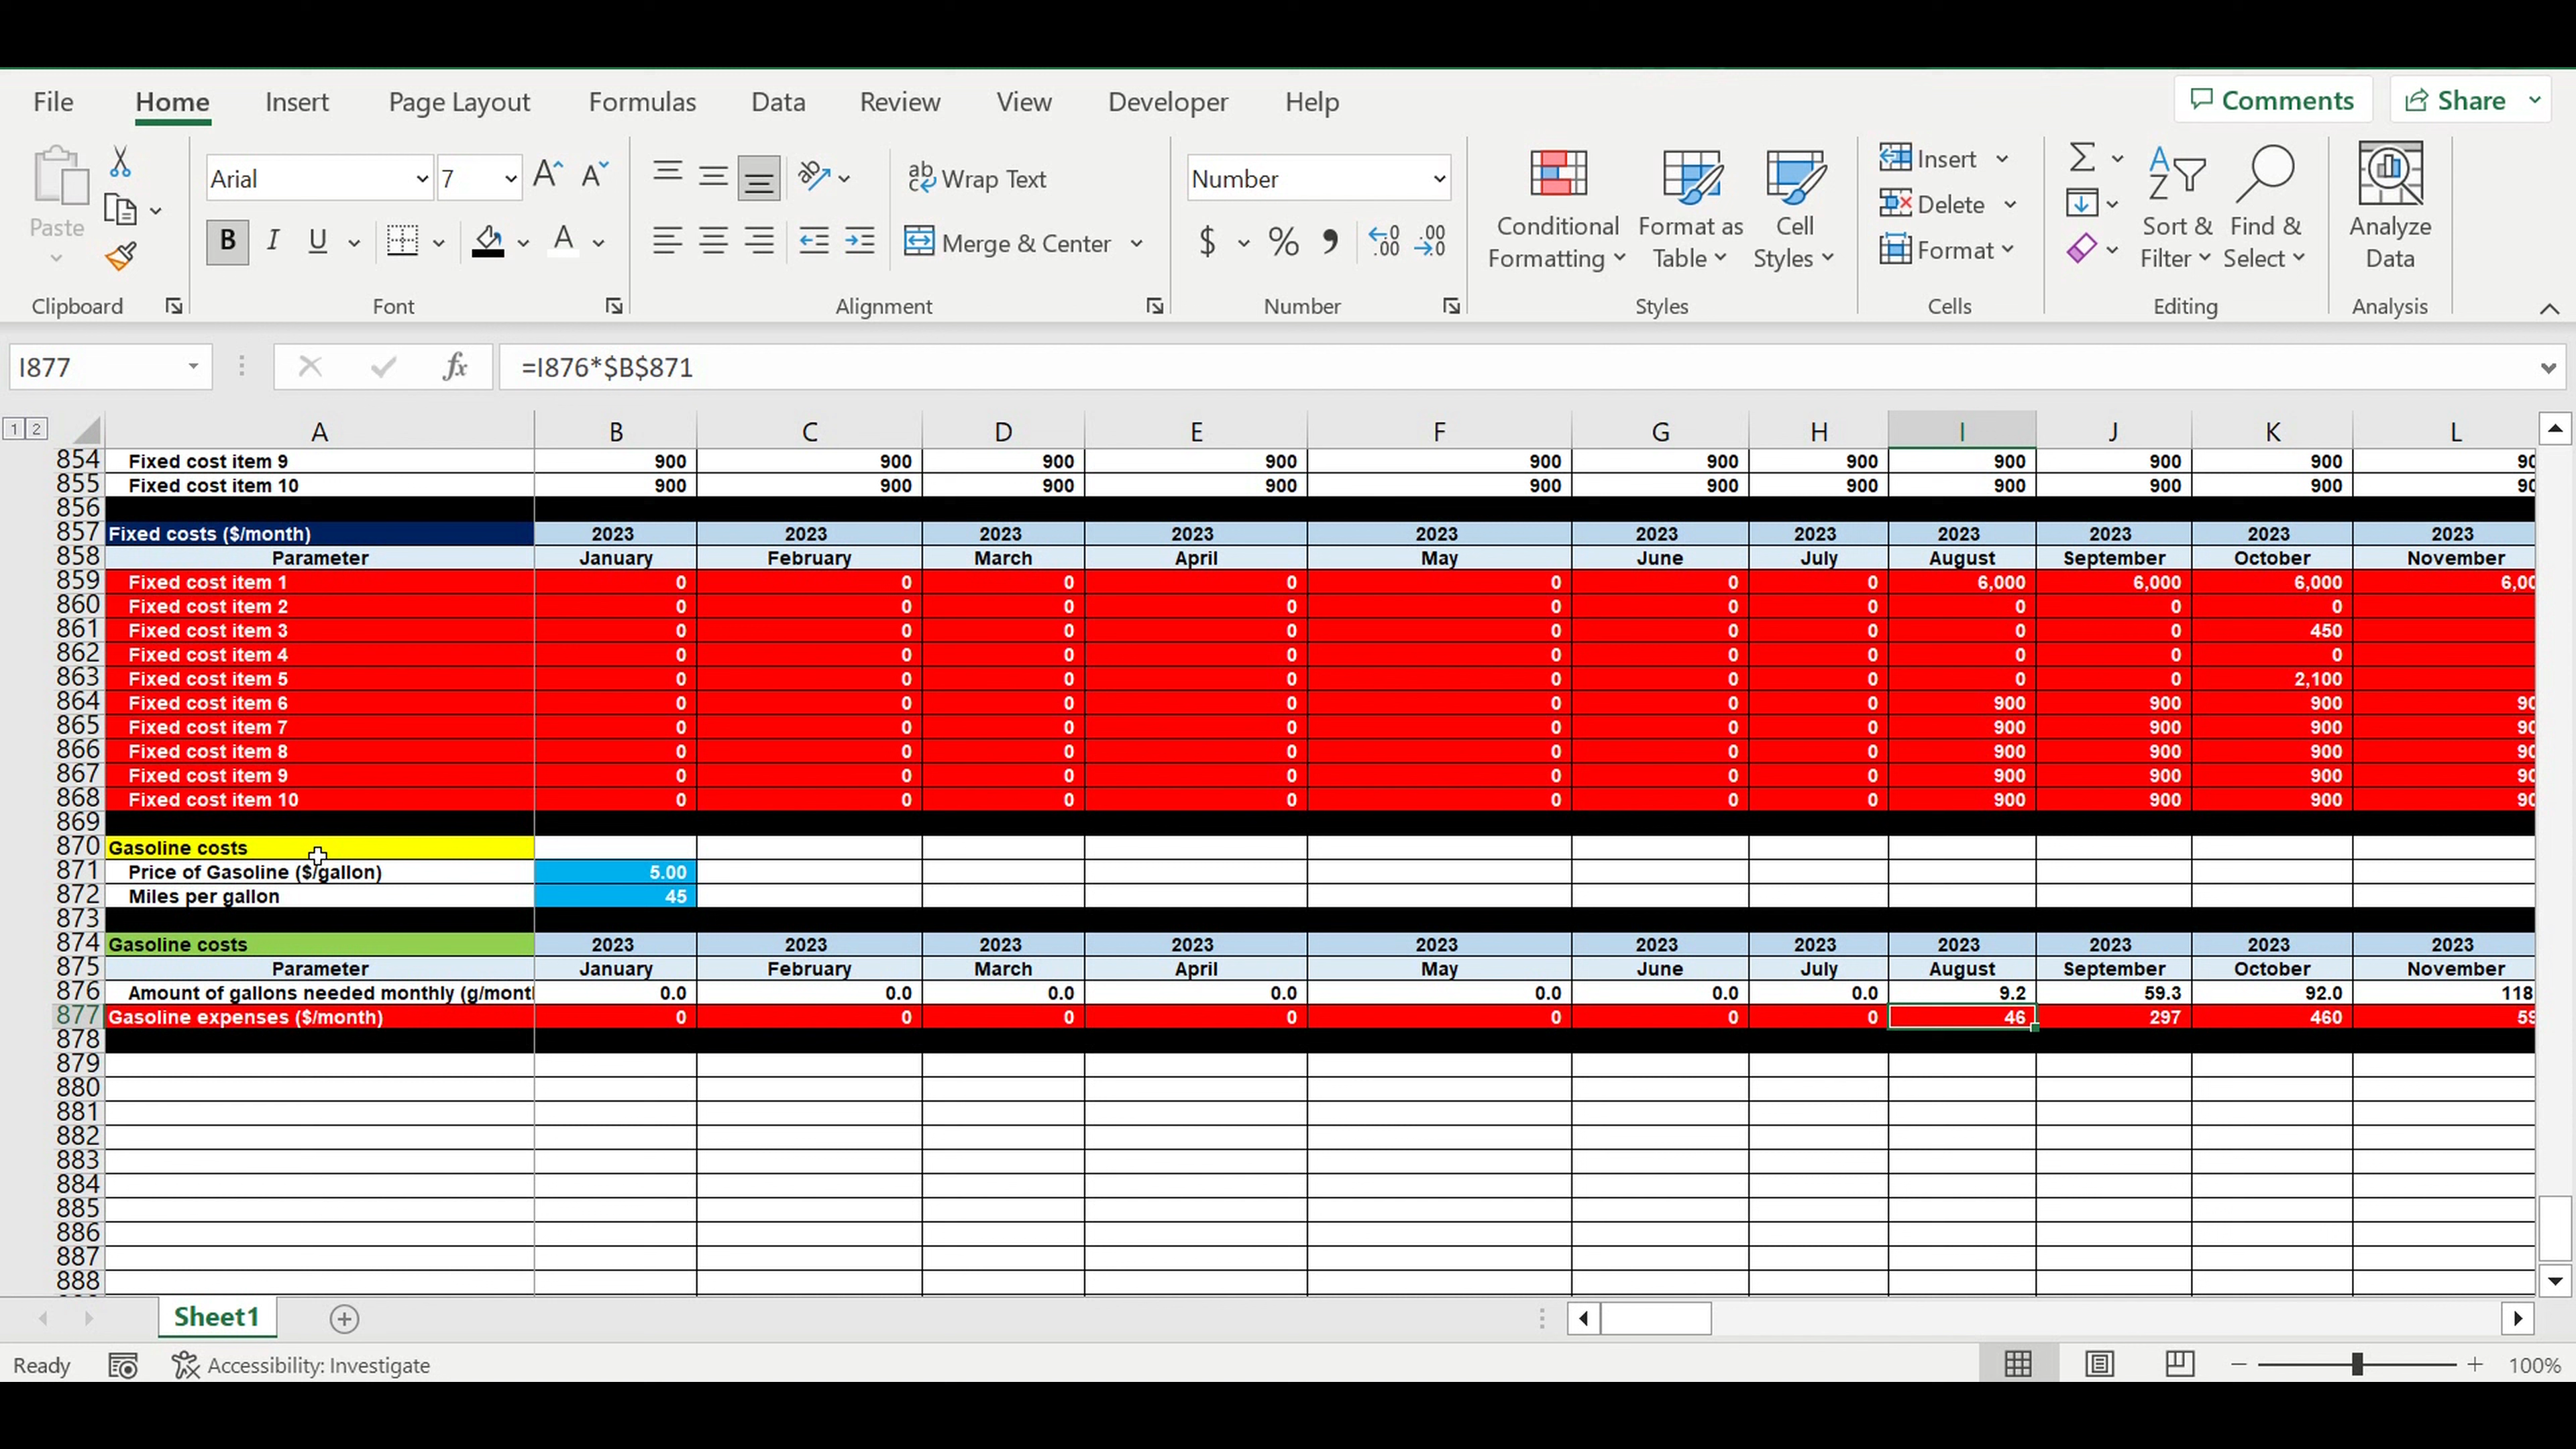 File Home Insert Page Layout Formulas Data Review View Developer Help Comments Share
Paste Arial 7 Wrap Text Number Insert Delete Format
B I U Merge & Center $ % Conditional Formatting Format as Table Cell Styles Sort & Filter Find & Select Analyze Data
Clipboard Font Alignment Number Styles Cells Editing Analysis
I877 fx =I876*$B$871
1 2 A B C D E F G H I J K L
854 Fixed cost item 9 900 900 900 900 900 900 900 900 900 900 90
855 Fixed cost item 10 900 900 900 900 900 900 900 900 900 900 90
856
857 Fixed costs ($/month) 2023 2023 2023 2023 2023 2023 2023 2023 2023 2023 2023
858 Parameter January February March April May June July August September October November
859 Fixed cost item 1 0 0 0 0 0 0 0 6,000 6,000 6,000 6,00
860 Fixed cost item 2 0 0 0 0 0 0 0 0 0 0
861 Fixed cost item 3 0 0 0 0 0 0 0 0 0 450
862 Fixed cost item 4 0 0 0 0 0 0 0 0 0 0
863 Fixed cost item 5 0 0 0 0 0 0 0 0 0 2,100
864 Fixed cost item 6 0 0 0 0 0 0 0 900 900 900 90
865 Fixed cost item 7 0 0 0 0 0 0 0 900 900 900 90
866 Fixed cost item 8 0 0 0 0 0 0 0 900 900 900 90
867 Fixed cost item 9 0 0 0 0 0 0 0 900 900 900 90
868 Fixed cost item 10 0 0 0 0 0 0 0 900 900 900 90
869
870 Gasoline costs
871 Price of Gasoline ($/gallon) 5.00
872 Miles per gallon 45
873
874 Gasoline costs 2023 2023 2023 2023 2023 2023 2023 2023 2023 2023 2023
875 Parameter January February March April May June July August September October November
876 Amount of gallons needed monthly (g/mont 0.0 0.0 0.0 0.0 0.0 0.0 0.0 9.2 59.3 92.0 118
877 Gasoline expenses ($/month) 0 0 0 0 0 0 0 46 297 460 59
878
879
880
881
882
883
884
885
886
887
888
Sheet1
Ready Accessibility: Investigate 100%